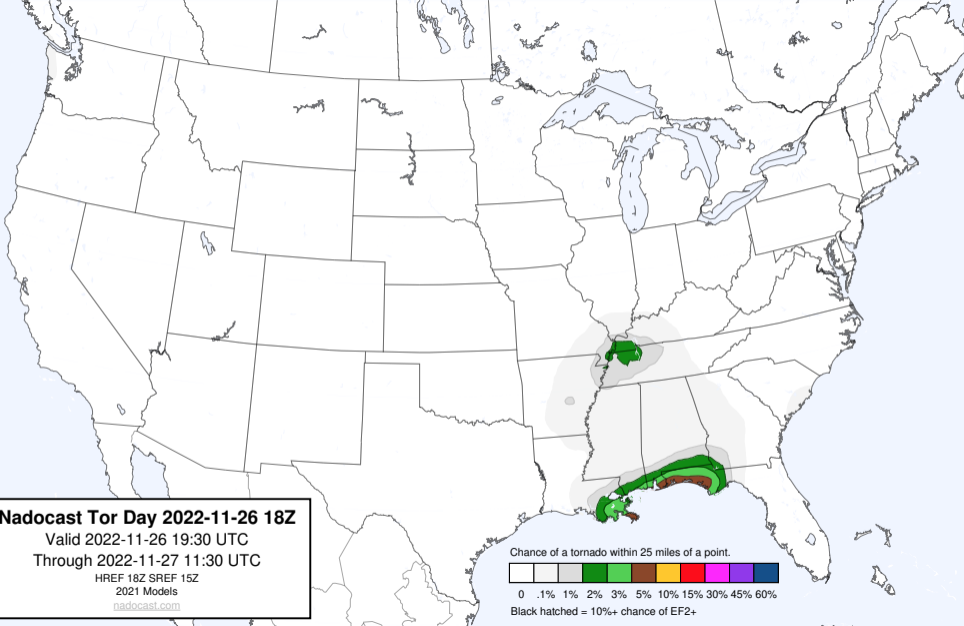 Nadocast Tor Day 2022-11-26 18Z
Valid 2022-11-26 19:30 UTC
Through 2022-11-27 11:30 UTC
HREF 18Z SREF 15Z
2021 Models
nadocast.com
Chance of a tornado within 25 miles of a point.
0 .1% 1% 2% 3% 5% 10% 15% 30% 45% 60%
Black hatched = 10%+ chance of EF2+